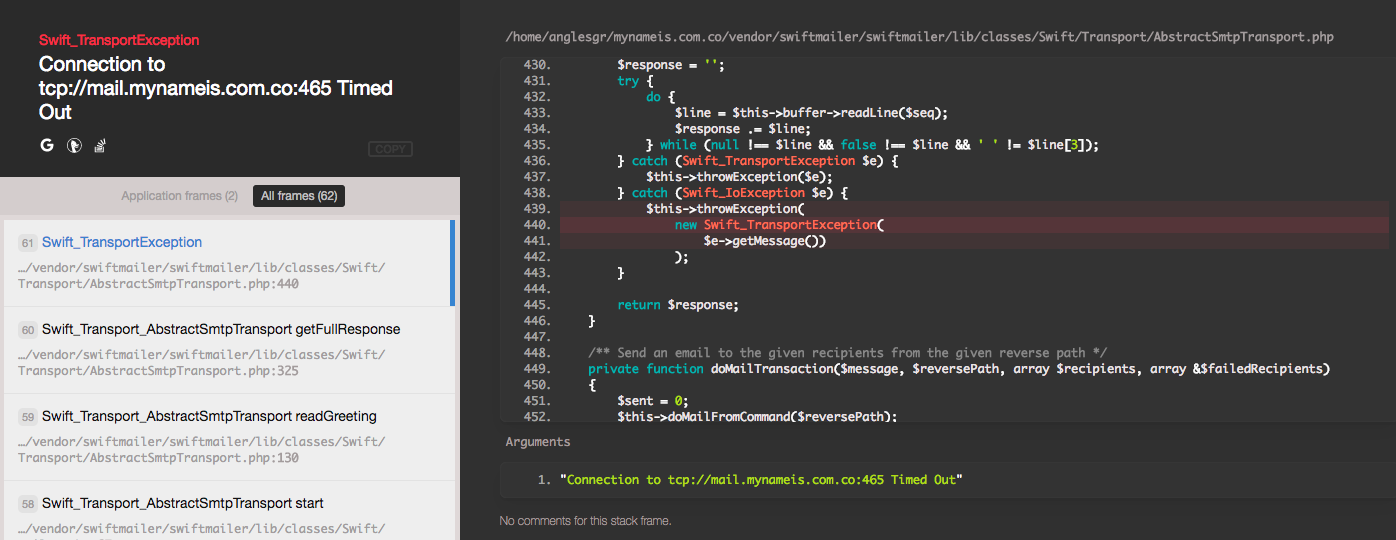 Swift_TransportException
Connection to
tcp://mail.mynameis.com.co:465 Timed
Out
COPY
Application frames (2) All frames (62)
61 Swift_TransportException
…/vendor/swiftmailer/swiftmailer/lib/classes/Swift/
Transport/AbstractSmtpTransport.php:440
60 Swift_Transport_AbstractSmtpTransport getFullResponse
…/vendor/swiftmailer/swiftmailer/lib/classes/Swift/
Transport/AbstractSmtpTransport.php:325
59 Swift_Transport_AbstractSmtpTransport readGreeting
…/vendor/swiftmailer/swiftmailer/lib/classes/Swift/
Transport/AbstractSmtpTransport.php:130
58 Swift_Transport_AbstractSmtpTransport start
…/vendor/swiftmailer/swiftmailer/lib/classes/Swift/
/home/anglesgr/mynameis.com.co/vendor/swiftmailer/swiftmailer/lib/classes/Swift/Transport/AbstractSmtpTransport.php
430. $response = '';
431. try {
432. do {
433. $line = $this->buffer->readLine($seq);
434. $response .= $line;
435. } while (null !== $line && false !== $line && ' ' != $line[3]);
436. } catch (Swift_TransportException $e) {
437. $this->throwException($e);
438. } catch (Swift_IoException $e) {
439. $this->throwException(
440. new Swift_TransportException(
441. $e->getMessage())
442. );
443. }
444.
445. return $response;
446. }
447.
448. /** Send an email to the given recipients from the given reverse path */
449. private function doMailTransaction($message, $reversePath, array $recipients, array &$failedRecipients)
450. {
451. $sent = 0;
452. $this->doMailFromCommand($reversePath);
Arguments
1. "Connection to tcp://mail.mynameis.com.co:465 Timed Out"
No comments for this stack frame.